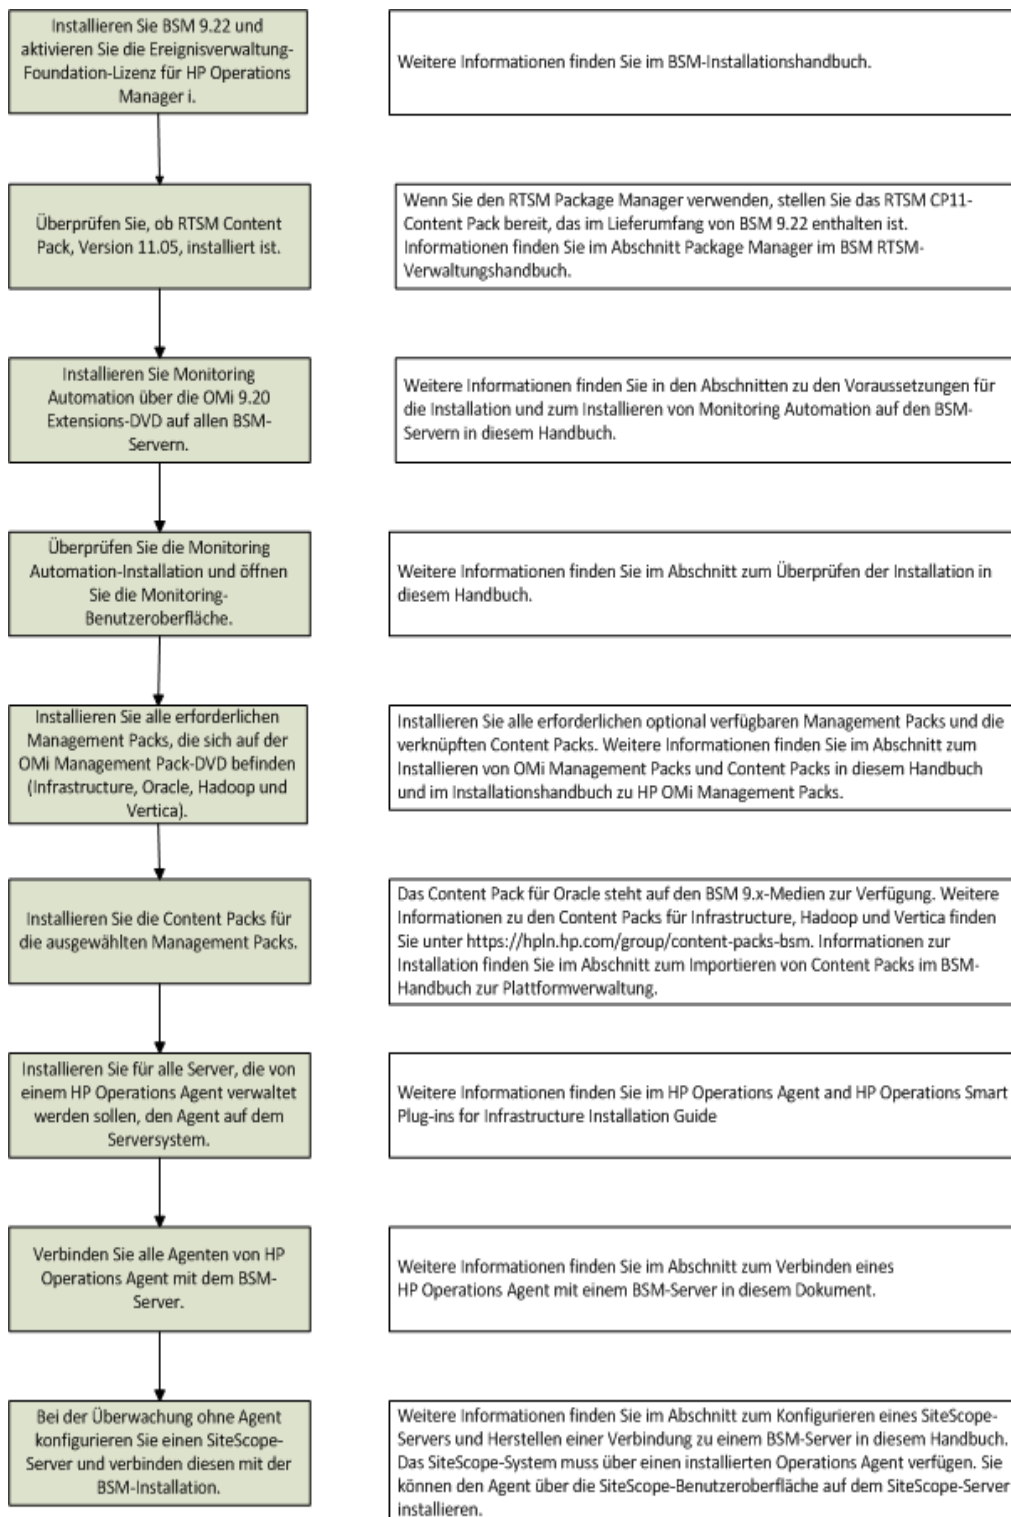 Installieren Sie BSM 9.22 und
aktivieren Sie die Ereignisverwaltung-
Foundation-Lizenz für HP Operations
Manager i.
Weitere Informationen finden Sie im BSM-Installationshandbuch.
Überprüfen Sie, ob RTSM Content
Pack, Version 11.05, installiert ist.
Wenn Sie den RTSM Package Manager verwenden, stellen Sie das RTSM CP11-
Content Pack bereit, das im Lieferumfang von BSM 9.22 enthalten ist.
Informationen finden Sie im Abschnitt Package Manager im BSM RTSM-
Verwaltungshandbuch.
Installieren Sie Monitoring
Automation über die OMi 9.20
Extensions-DVD auf allen BSM-
Servern.
Weitere Informationen finden Sie in den Abschnitten zu den Voraussetzungen für
die Installation und zum Installieren von Monitoring Automation auf den BSM-
Servern in diesem Handbuch.
Überprüfen Sie die Monitoring
Automation-Installation und öffnen
Sie die Monitoring-
Benutzeroberfläche.
Weitere Informationen finden Sie im Abschnitt zum Überprüfen der Installation in
diesem Handbuch.
Installieren Sie alle erforderlichen
Management Packs, die sich auf der
OMi Management Pack-DVD befinden
(Infrastructure, Oracle, Hadoop und
Vertica).
Installieren Sie alle erforderlichen optional verfügbaren Management Packs und die
verknüpften Content Packs. Weitere Informationen finden Sie im Abschnitt zum
Installieren von OMi Management Packs und Content Packs in diesem Handbuch
und im Installationshandbuch zu HP OMi Management Packs.
Installieren Sie die Content Packs für
die ausgewählten Management Packs.
Das Content Pack für Oracle steht auf den BSM 9.x-Medien zur Verfügung. Weitere
Informationen zu den Content Packs für Infrastructure, Hadoop und Vertica finden
Sie unter https://hpln.hp.com/group/content-packs-bsm. Informationen zur
Installation finden Sie im Abschnitt zum Importieren von Content Packs im BSM-
Handbuch zur Plattformverwaltung.
Installieren Sie für alle Server, die von
einem HP Operations Agent verwaltet
werden sollen, den Agent auf dem
Serversystem.
Weitere Informationen finden Sie im HP Operations Agent and HP Operations Smart
Plug-ins for Infrastructure Installation Guide
Verbinden Sie alle Agenten von HP
Operations Agent mit dem BSM-
Server.
Weitere Informationen finden Sie im Abschnitt zum Verbinden eines
HP Operations Agent mit einem BSM-Server in diesem Dokument.
Bei der Überwachung ohne Agent
konfigurieren Sie einen SiteScope-
Server und verbinden diesen mit der
BSM-Installation.
Weitere Informationen finden Sie im Abschnitt zum Konfigurieren eines SiteScope-
Servers und Herstellen einer Verbindung zu einem BSM-Server in diesem Handbuch.
Das SiteScope-System muss über einen installierten Operations Agent verfügen. Sie
können den Agent über die SiteScope-Benutzeroberfläche auf dem SiteScope-Server
installieren.